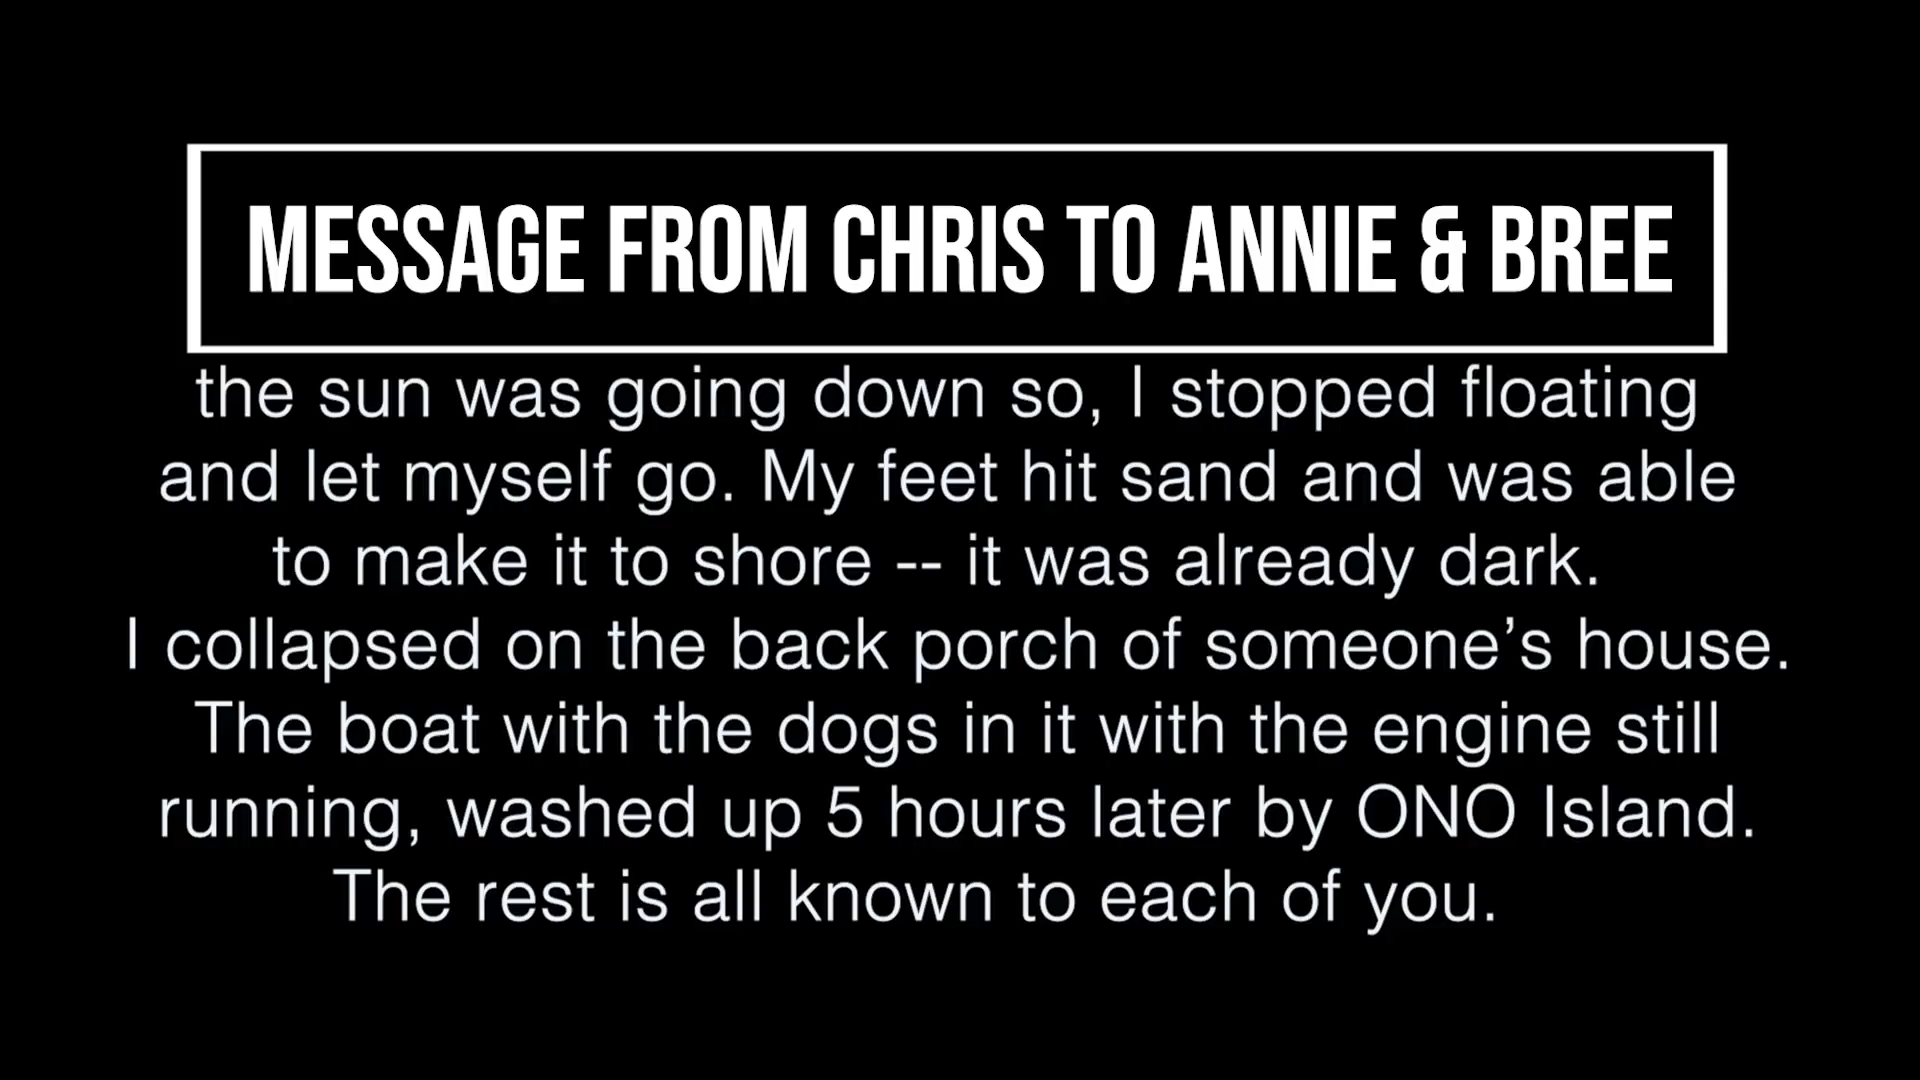 MESSAGE FROM CHRIS TO ANNIE & BREE
the sun was going down so, I stopped floating
and let myself go. My feet hit sand and was able
to make it to shore -- it was already dark.
I collapsed on the back porch of someone’s house.
The boat with the dogs in it with the engine still
running, washed up 5 hours later by ONO Island.
The rest is all known to each of you.